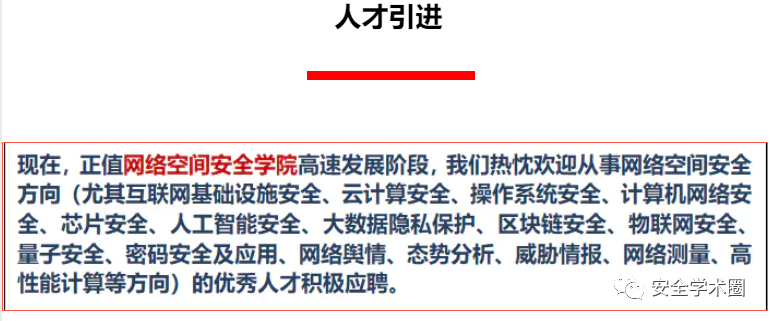 人才引进
现在，正值网络空间安全学院高速发展阶段，我们热忱欢迎从事网络空间安全
方向（尤其互联网基础设施安全、云计算安全、操作系统安全、计算机网络安
全、芯片安全、人工智能安全、大数据隐私保护、区块链安全、物联网安全、
量子安全、密码安全及应用、网络舆情、态势分析、威胁情报、网络测量、高
性能计算等方向）的优秀人才积极应聘。
安全学术圈